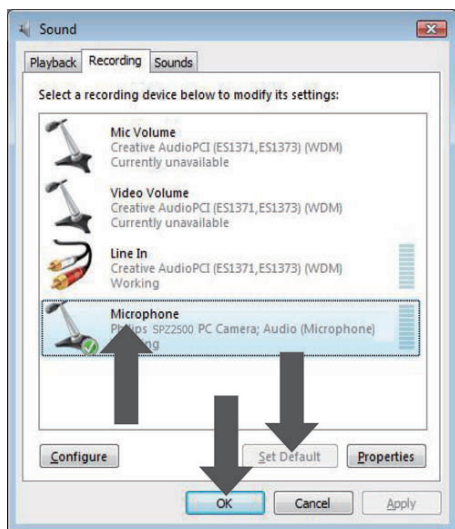 Sound
Playback Recording Sounds
Select a recording device below to modify its settings:
Mic Volume
Creative AudioPCI (ES1371,ES1373) (WDM)
Currently unavailable
Video Volume
Creative AudioPCI (ES1371,ES1373) (WDM)
Currently unavailable
Line In
Creative AudioPCI (ES1371,ES1373) (WDM)
Working
Microphone
Philips SPZ2500 PC Camera; Audio (Microphone)
Configure Set Default Properties
OK Cancel Apply